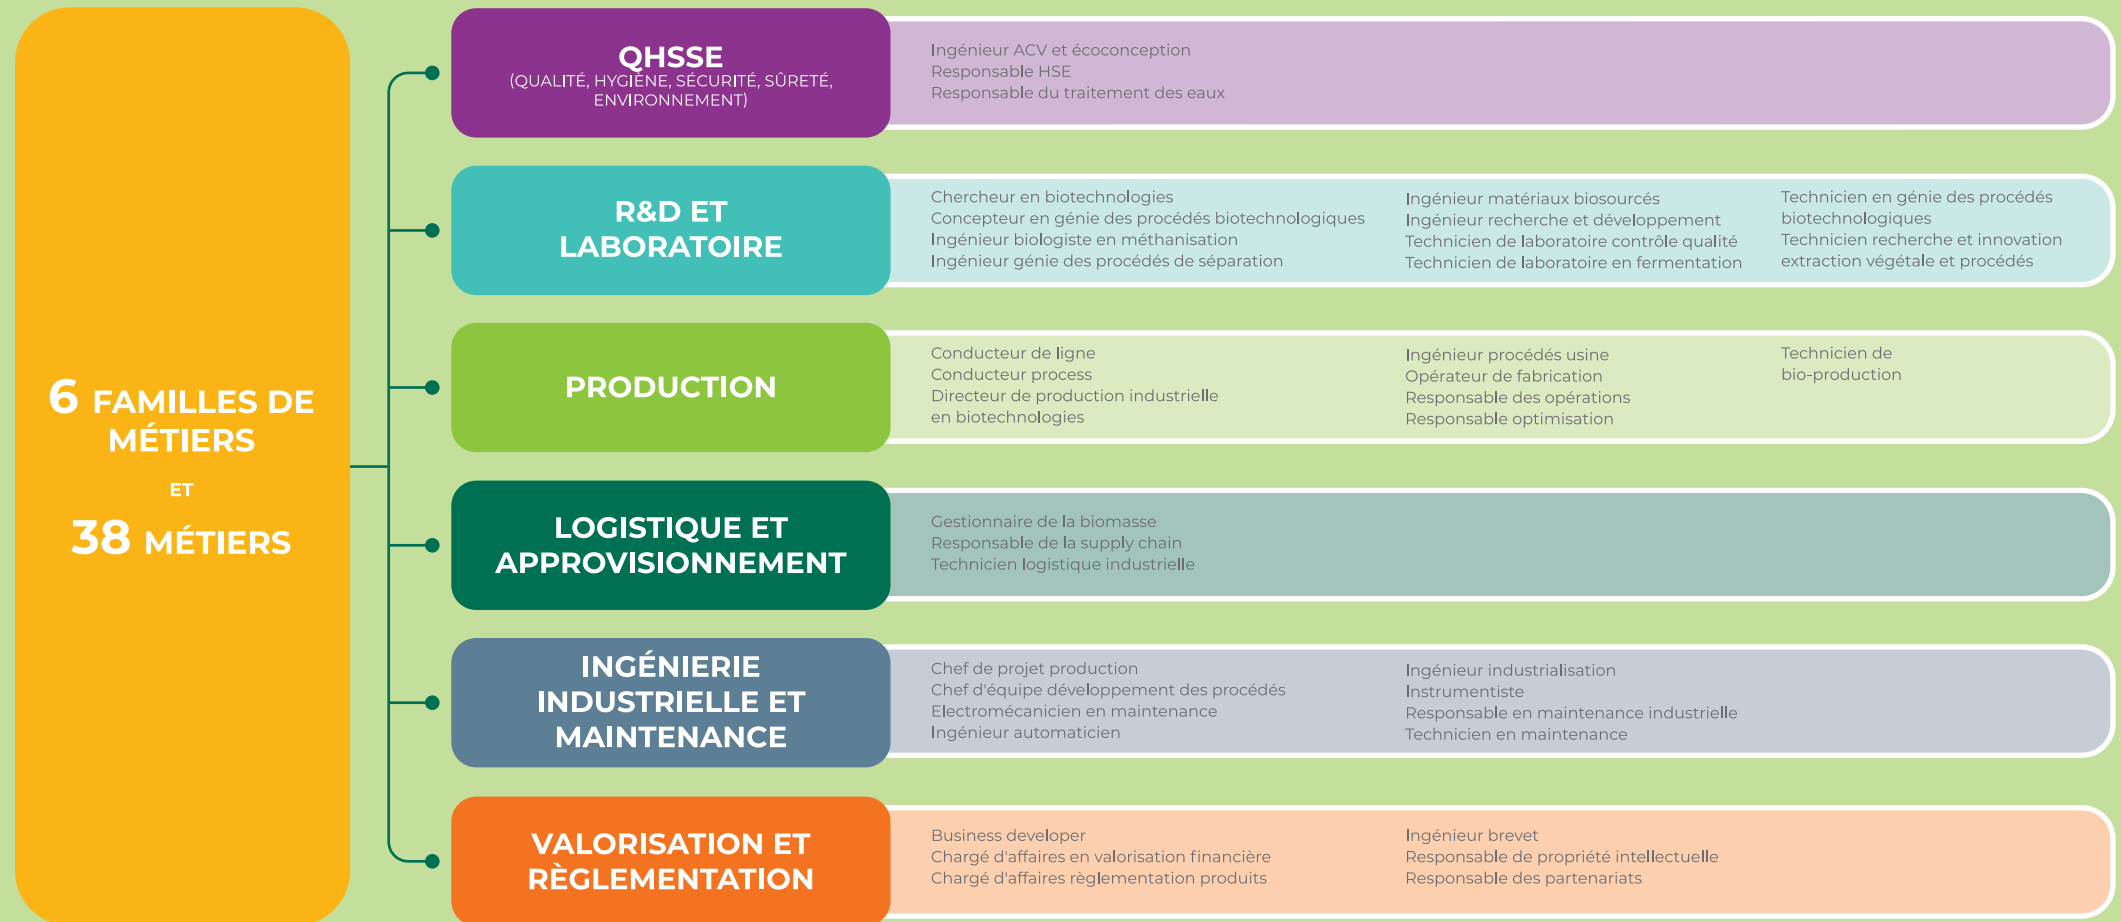 6 FAMILLES DE
MÉTIERS
ET
38 MÉTIERS
QHSSE
(QUALITÉ, HYGIÈNE, SÉCURITÉ, SÛRETÉ,
ENVIRONNEMENT)
Ingénieur ACV et écoconception
Responsable HSE
Responsable du traitement des eaux
R&D ET
LABORATOIRE
Chercheur en biotechnologies
Concepteur en génie des procédés biotechnologiques
Ingénieur biologiste en méthanisation
Ingénieur génie des procédés de séparation
Ingénieur matériaux biosourcés
Ingénieur recherche et développement
Technicien de laboratoire contrôle qualité
Technicien de laboratoire en fermentation
Technicien en génie des procédés
biotechnologiques
Technicien recherche et innovation
extraction végétale et procédés
PRODUCTION
Conducteur de ligne
Conducteur process
Directeur de production industrielle
en biotechnologies
Ingénieur procédés usine
Opérateur de fabrication
Responsable des opérations
Responsable optimisation
Technicien de
bio-production
LOGISTIQUE ET
APPROVISIONNEMENT
Gestionnaire de la biomasse
Responsable de la supply chain
Technicien logistique industrielle
INGÉNIERIE
INDUSTRIELLE ET
MAINTENANCE
Chef de projet production
Chef d'équipe développement des procédés
Electromécanicien en maintenance
Ingénieur automaticien
Ingénieur industrialisation
Instrumentiste
Responsable en maintenance industrielle
Technicien en maintenance
VALORISATION ET
RÈGLEMENTATION
Business developer
Chargé d'affaires en valorisation financière
Chargé d'affaires règlementation produits
Ingénieur brevet
Responsable de propriété intellectuelle
Responsable des partenariats